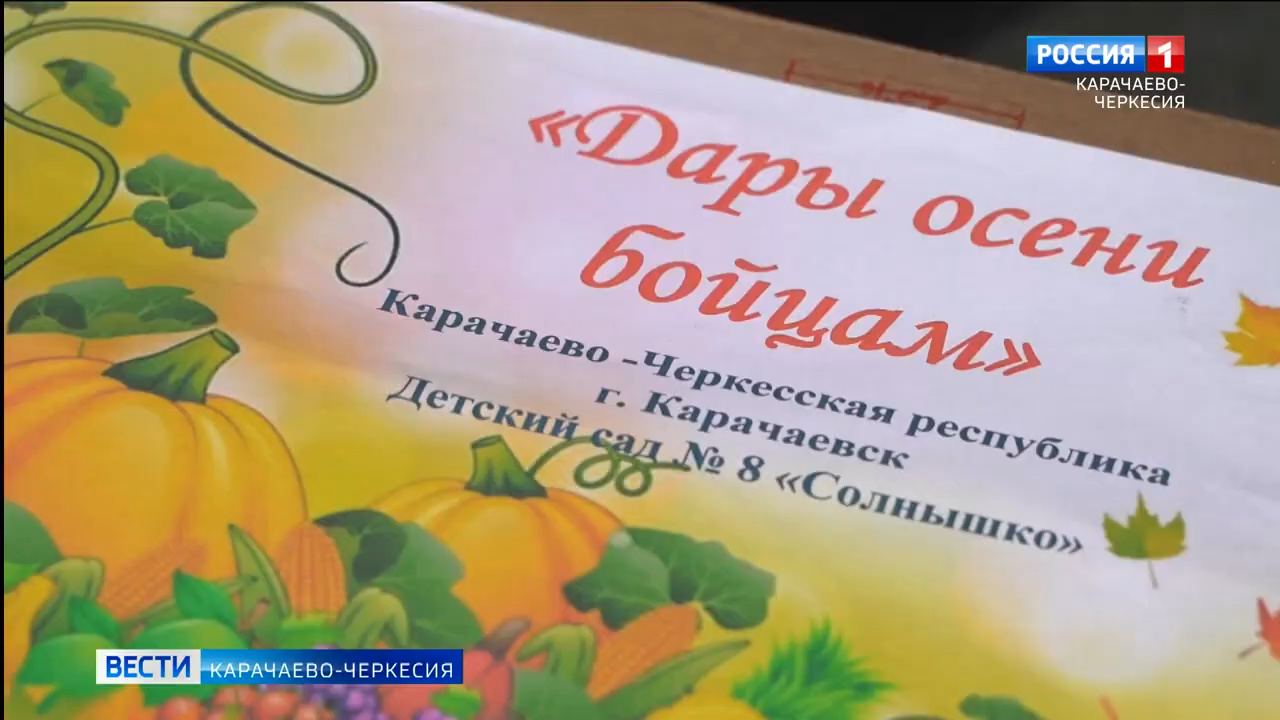 РОССИЯ 1
КАРАЧАЕВО-
ЧЕРКЕСИЯ
«Дары осени
бойцам»
Карачаево -Черкесская республика
г. Карачаевск
Детский сад № 8 «Солнышко»
ВЕСТИ КАРАЧАЕВО-ЧЕРКЕСИЯ